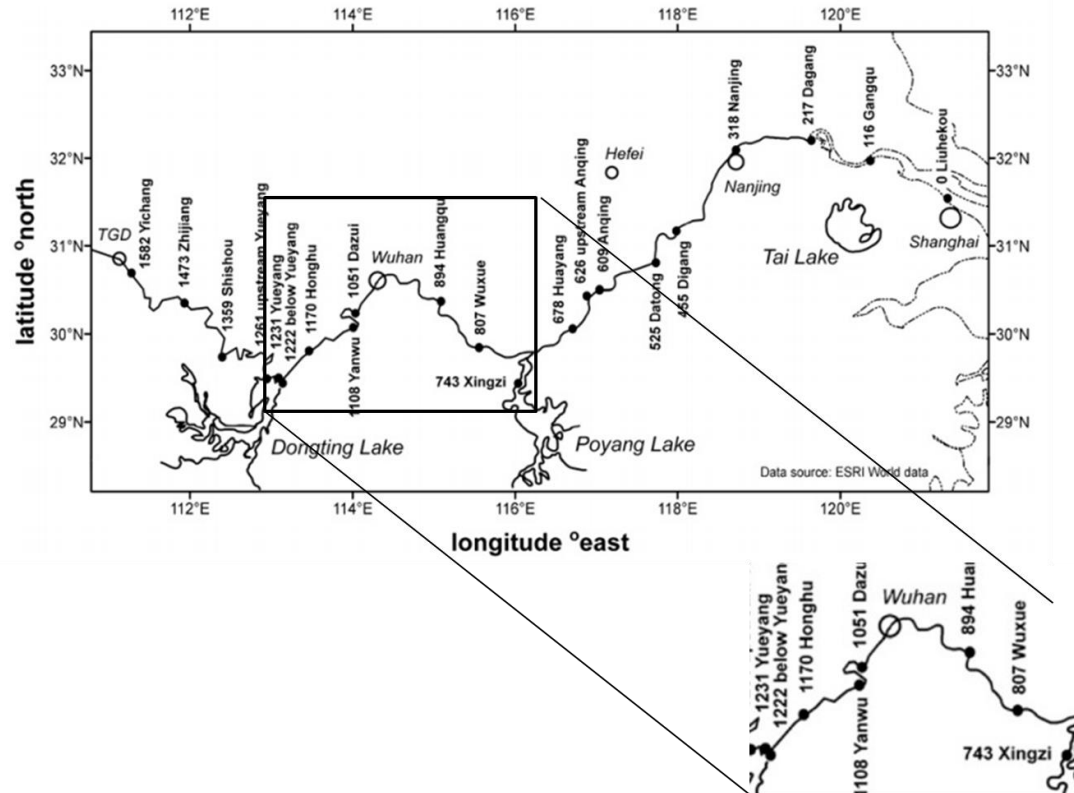 112°E
114°E
116°E
118°E
120°E
33°N
32°N
31°N
30°N
29°N
33°N
32°N
31°N
30°N
29°N
latitude °north
TGD
1582 Yichang
1473 Zhijiang
1359 Shishou
1261 upstream Yueyang
1231 Yueyang
1222 below Yueyang
1170 Honghu
1108 Yanwu
1051 Dazui
Wuhan
894 Huangqu
807 Wuxue
743 Xingzi
678 Huayang
626 upstream Anqing
609 Anqing
525 Datong
455 Digang
Hefei
318 Nanjing
Nanjing
217 Dagang
116 Gangqu
0 Liuhekou
Shanghai
Tai Lake
Dongting Lake
Poyang Lake
Data source: ESRI World data
112°E
114°E
116°E
118°E
120°E
longitude °east
1231 Yueyang
1222 below Yueyan
1170 Honghu
1108 Yanwu
1051 Dazu
Wuhan
894 Huar
807 Wuxue
743 Xingzi